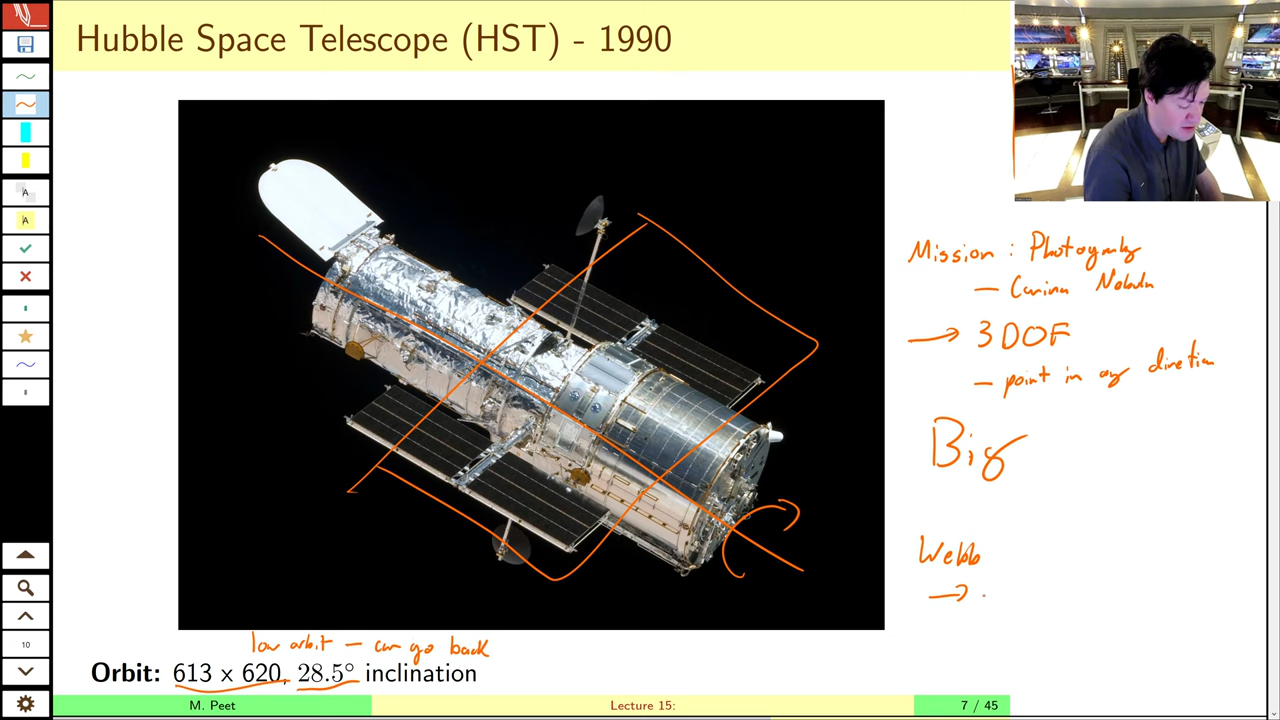 Hubble Space Telescope (HST) - 1990
Mission : Photography
— Carina Nebula
→ 3 DOF
— point in any direction
Big
Webb
→
low orbit — can go back
Orbit: 613 x 620, 28.5° inclination
M. Peet
Lecture 15:
7 / 45
A
A
10